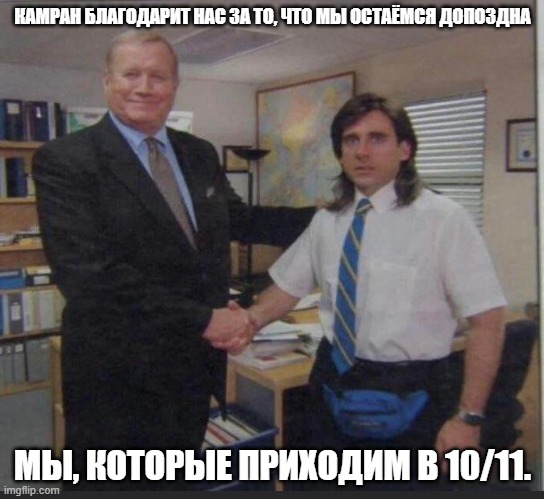 КАМРАН БЛАГОДАРИТ НАС ЗА ТО, ЧТО МЫ ОСТАЁМСЯ ДОПОЗДНА
МЫ, КОТОРЫЕ ПРИХОДИМ В 10/11.
imgflip.com